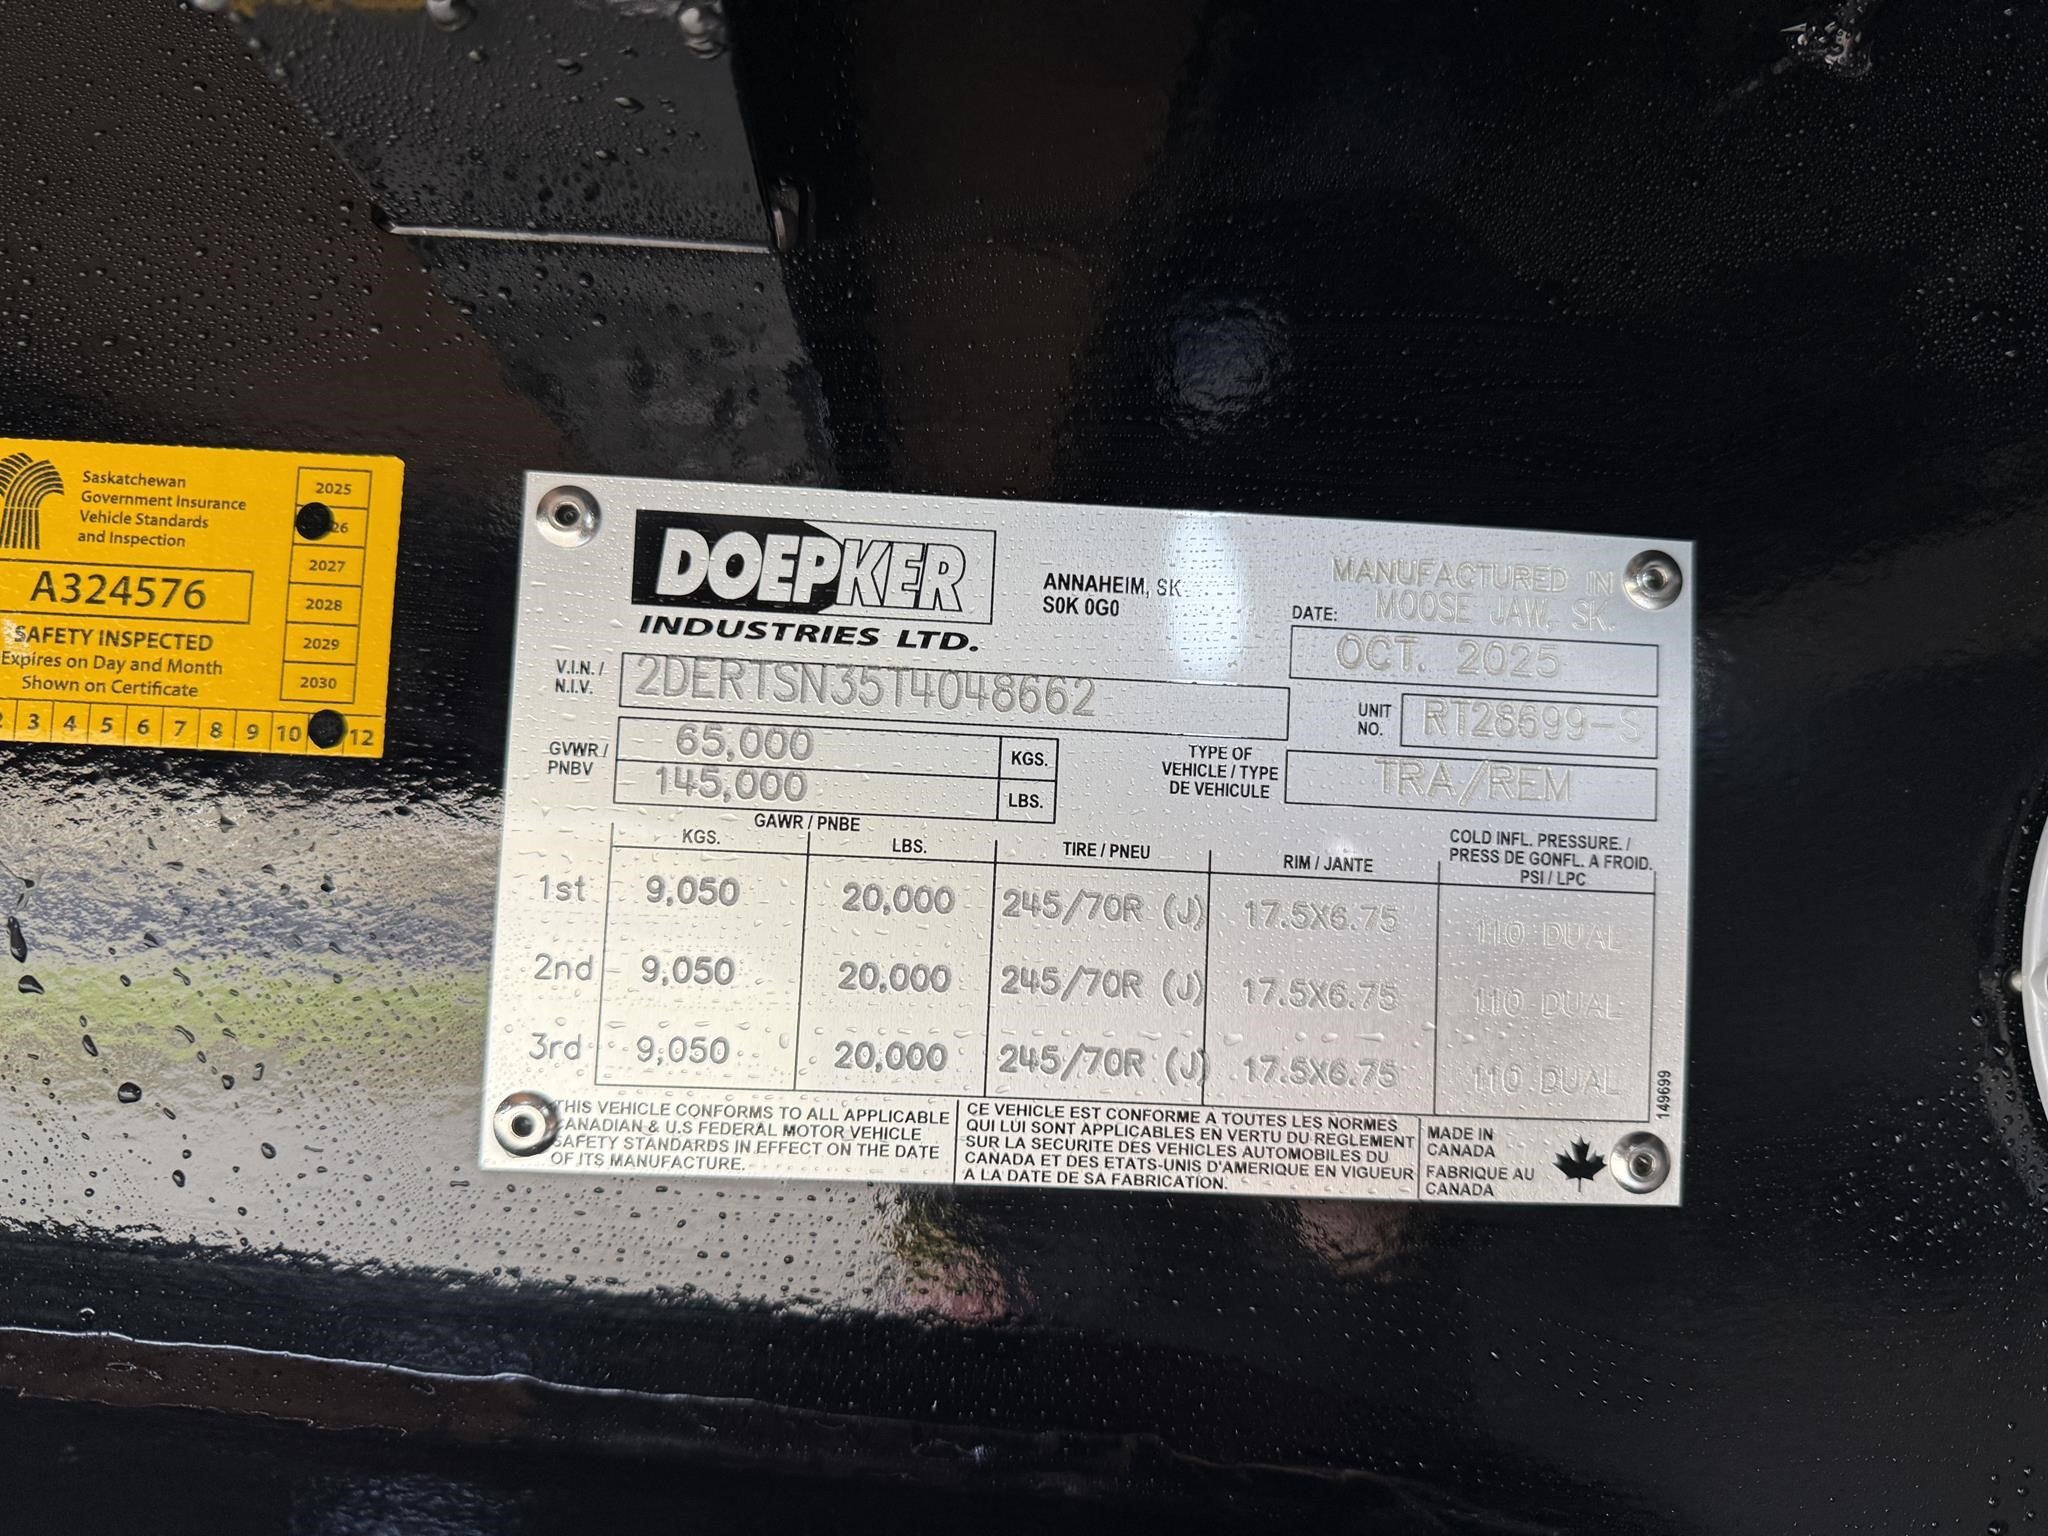 Saskatchewan
Government Insurance
Vehicle Standards
and Inspection
A324576
SAFETY INSPECTED
Expires on Day and Month
Shown on Certificate
2025
26
2027
2028
2029
2030
2 3 4 5 6 7 8 9 10 12
DOEPKER
INDUSTRIES LTD.
ANNAHEIM, SK
S0K 0G0
MANUFACTURED IN
MOOSE JAW, SK.
DATE:
OCT. 2025
V.I.N. /
N.I.V.
2DERTSN35T4048662
UNIT
NO.
RT28699-S
GVWR /
PNBV
65,000 KGS.
145,000 LBS.
TYPE OF
VEHICLE / TYPE
DE VEHICULE
TRA/REM
GAWR / PNBE
KGS. LBS. TIRE / PNEU RIM / JANTE
COLD INFL. PRESSURE. /
PRESS DE GONFL. A FROID.
PSI / LPC
1st 9,050 20,000 245/70R (J) 17.5X6.75 110 DUAL
2nd 9,050 20,000 245/70R (J) 17.5X6.75 110 DUAL
3rd 9,050 20,000 245/70R (J) 17.5X6.75 110 DUAL
149699
THIS VEHICLE CONFORMS TO ALL APPLICABLE
CANADIAN & U.S FEDERAL MOTOR VEHICLE
SAFETY STANDARDS IN EFFECT ON THE DATE
OF ITS MANUFACTURE.
CE VEHICLE EST CONFORME A TOUTES LES NORMES
QUI LUI SONT APPLICABLES EN VERTU DU REGLEMENT
SUR LA SECURITE DES VEHICLES AUTOMOBILES DU
CANADA ET DES ETATS-UNIS D'AMERIQUE EN VIGUEUR
A LA DATE DE SA FABRICATION.
MADE IN
CANADA
FABRIQUE AU
CANADA